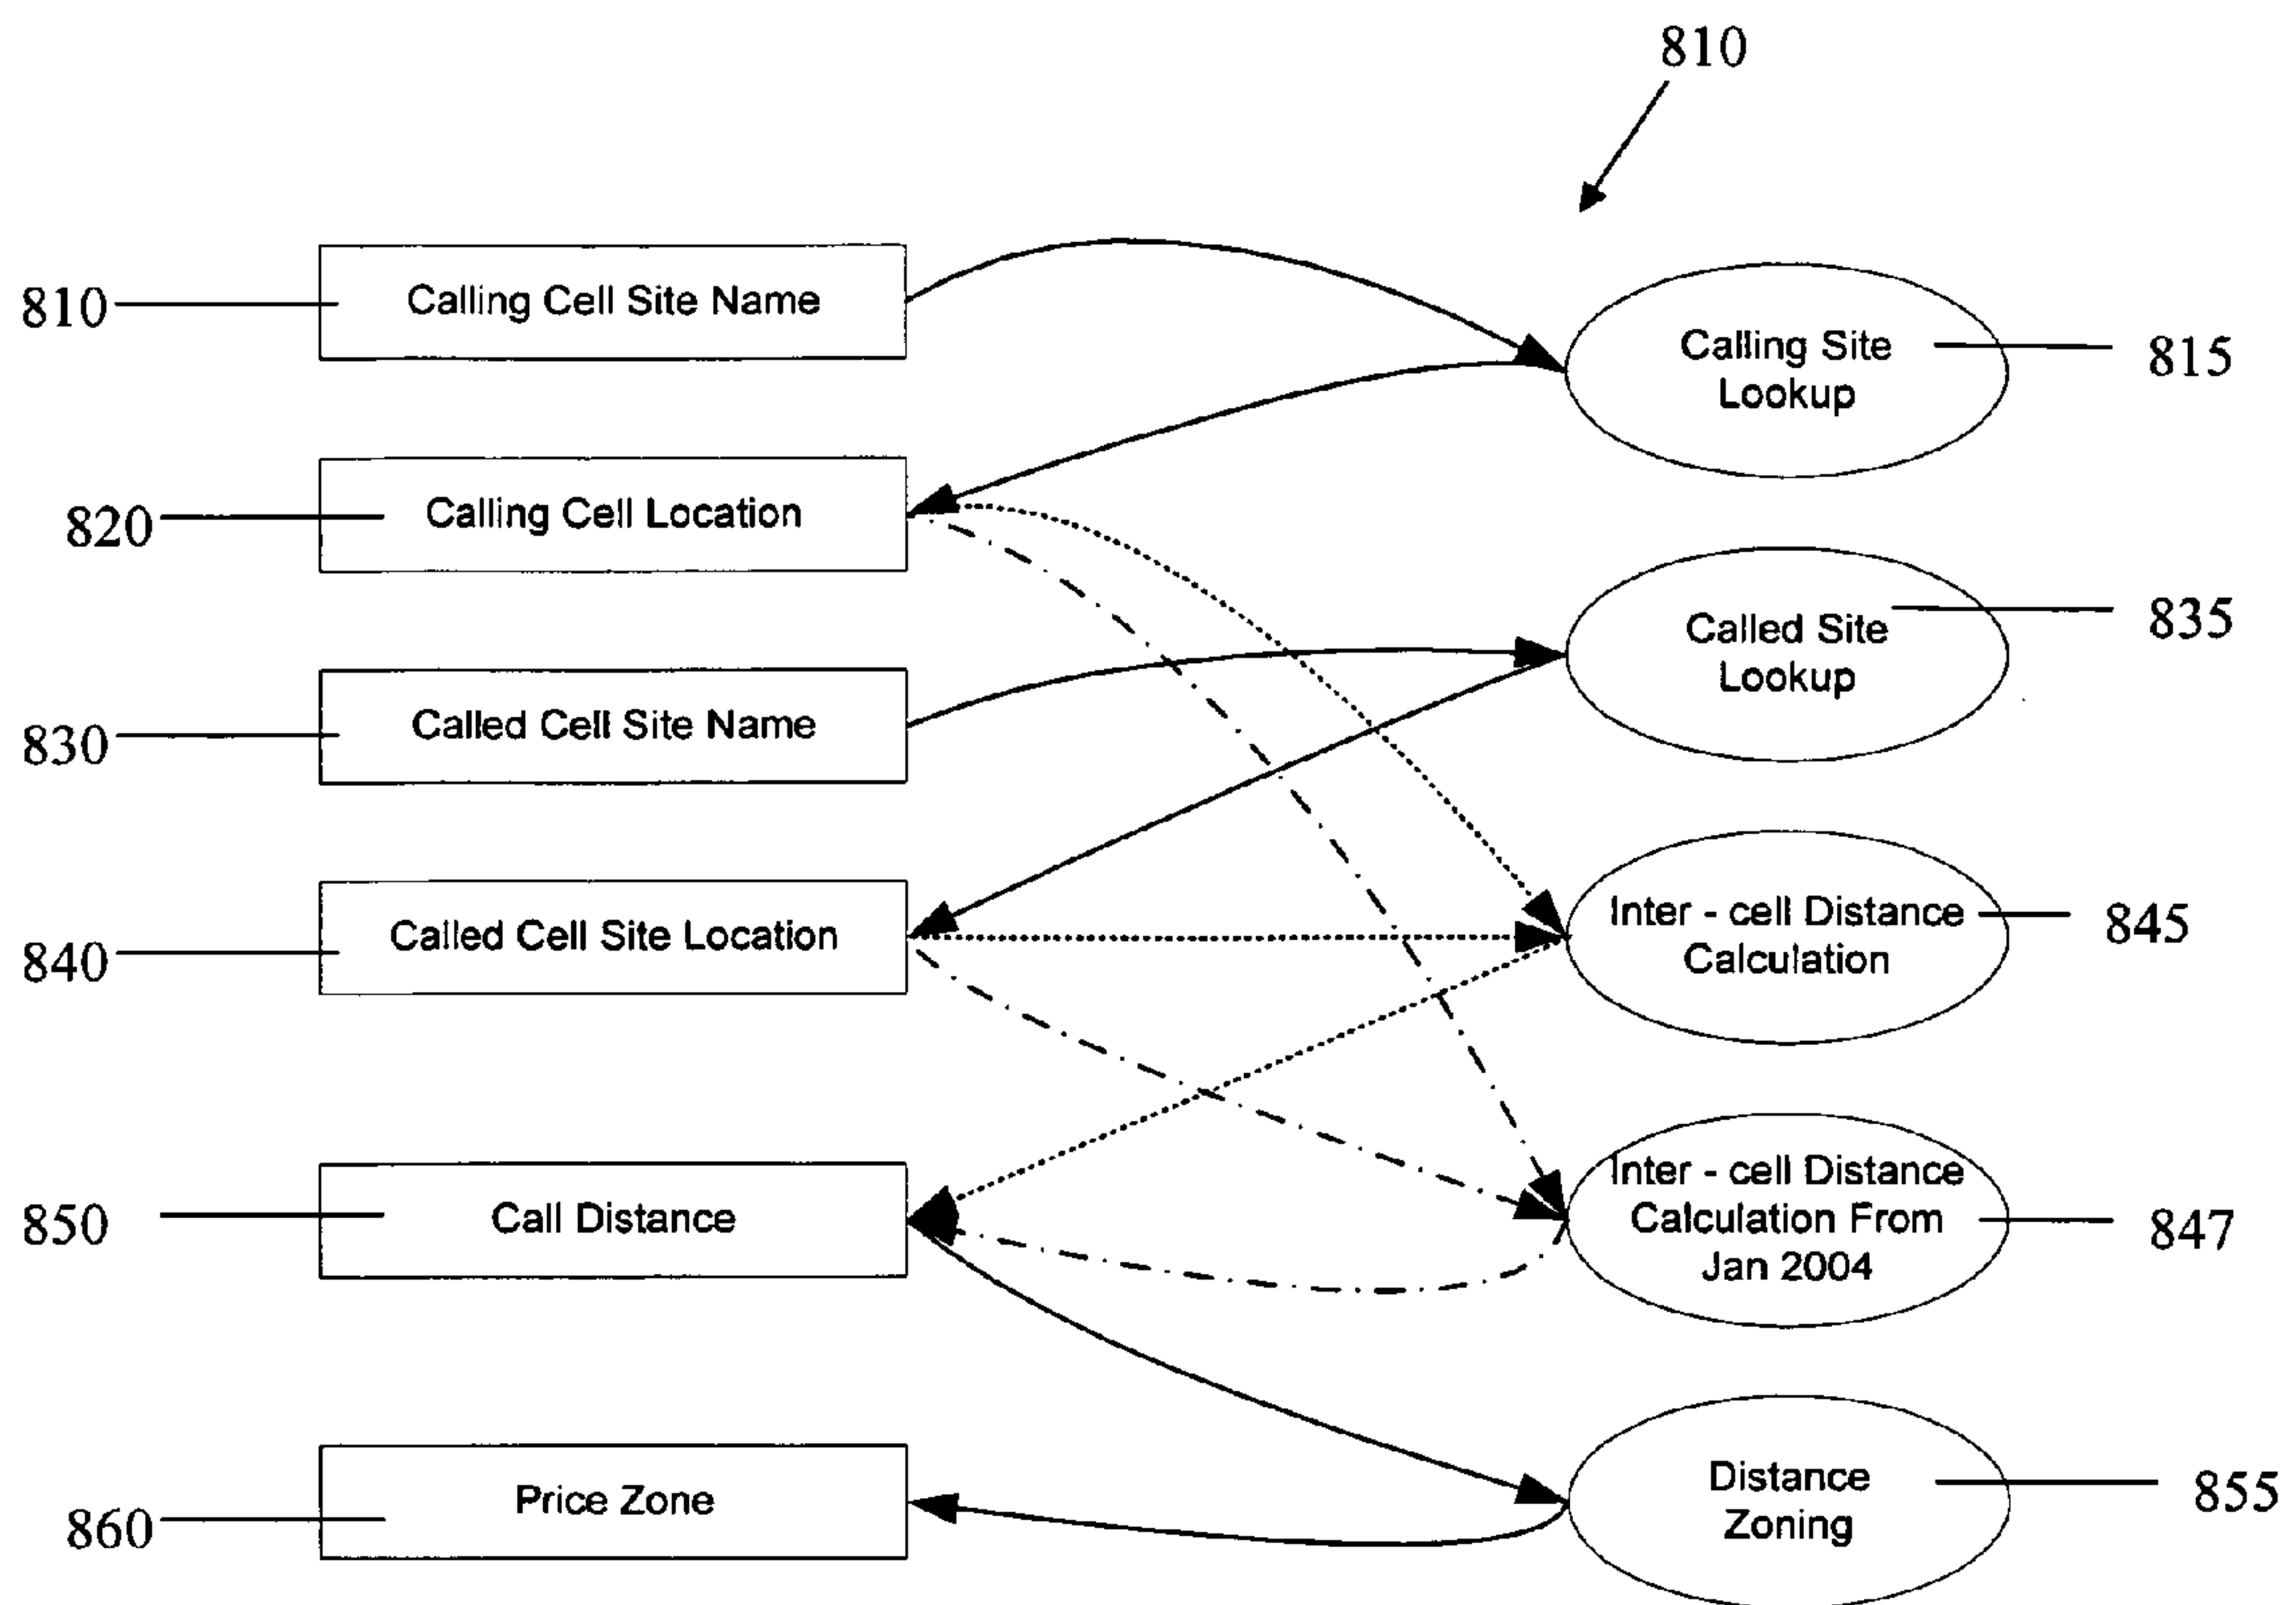 810
810
Calling Cell Site Name
Calling Site
Lookup
815
820
Calling Cell Location
Called Site
Lookup
835
830
Called Cell Site Name
840
Called Cell Site Location
Inter - cell Distance
Calculation
845
850
Call Distance
Inter - cell Distance
Calculation From
Jan 2004
847
860
Price Zone
Distance
Zoning
855